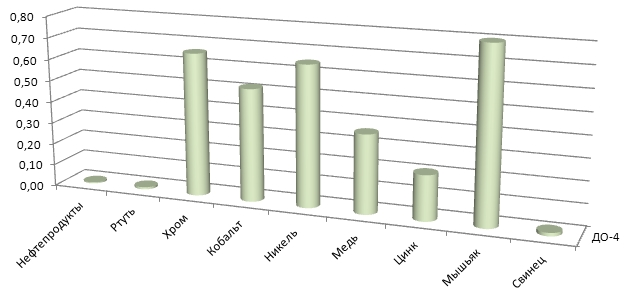 0,80
0,70
0,60
0,50
0,40
0,30
0,20
0,10
0,00
Нефтепродукты
Ртуть
Хром
Кобальт
Никель
Медь
Цинк
Мышьяк
Свинец
ДО-4